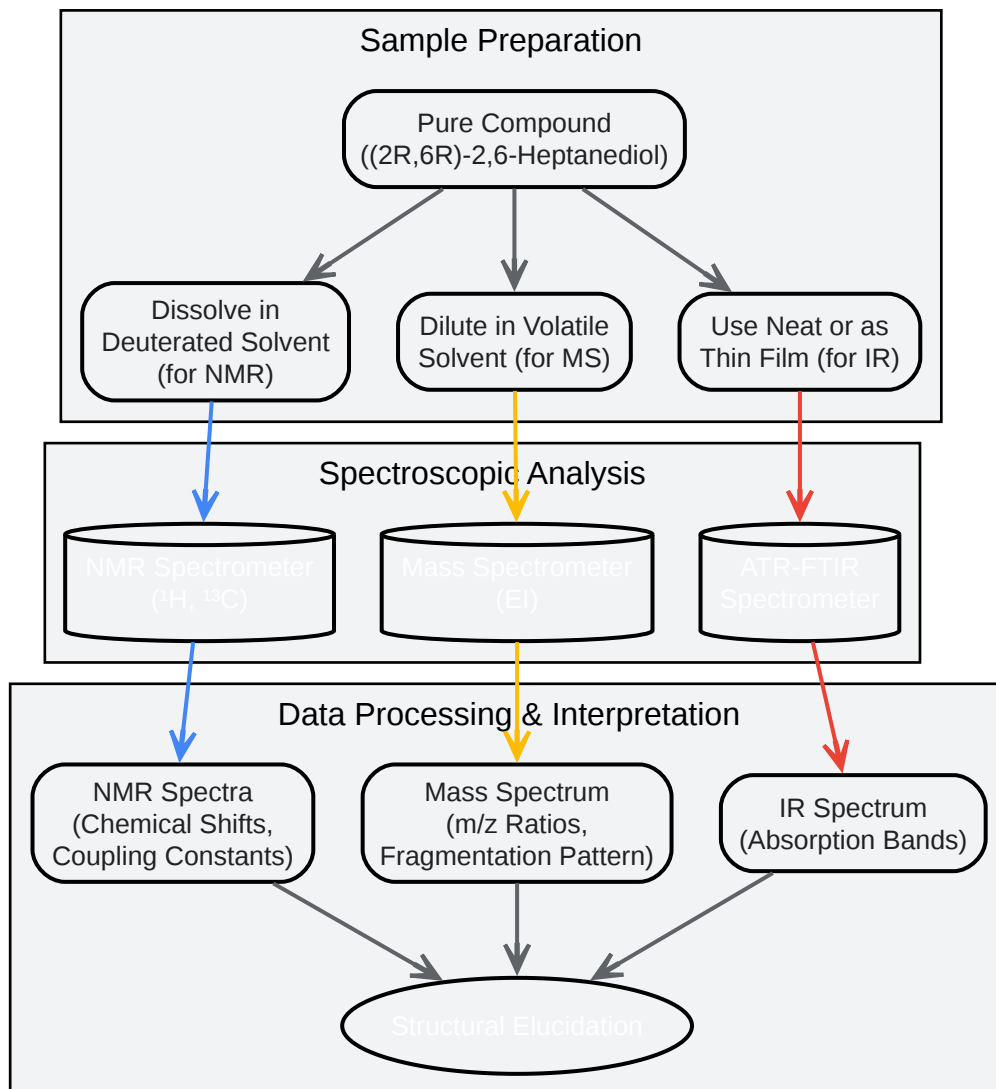 Sample Preparation
Pure Compound
((2R,6R)-2,6-Heptanediol)
Dissolve in
Deuterated Solvent
(for NMR)
Dilute in Volatile
Solvent (for MS)
Use Neat or as
Thin Film (for IR)
Spectroscopic Analysis
NMR Spectrometer
(¹H, ¹³C)
Mass Spectrometer
(EI)
ATR-FTIR
Spectrometer
Data Processing & Interpretation
NMR Spectra
(Chemical Shifts,
Coupling Constants)
Mass Spectrum
(m/z Ratios,
Fragmentation Pattern)
IR Spectrum
(Absorption Bands)
Structural Elucidation